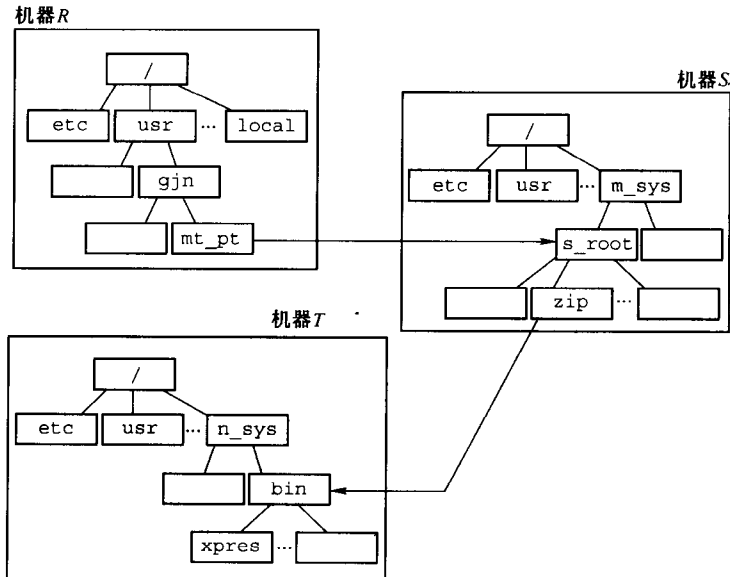 机器R
/
etc usr ... local
gjn
mt_pt
机器S
/
etc usr ... m_sys
s_root
zip ...
机器T
/
etc usr ... n_sys
bin
xpres ...